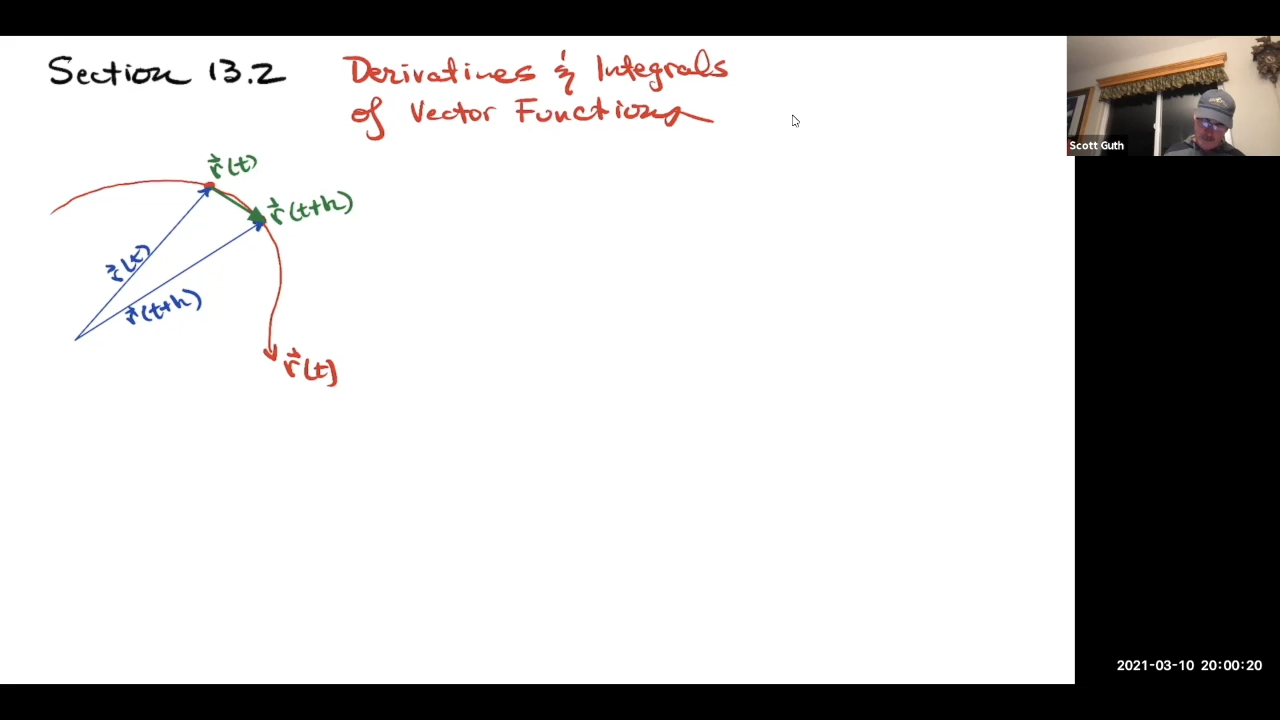 Section 13.2 Derivatives & Integrals
of Vector Functions
r⃗(t)
r⃗(t+h)
r⃗(t)
r⃗(t+h)
r⃗(t)
Scott Guth
2021-03-10 20:00:20